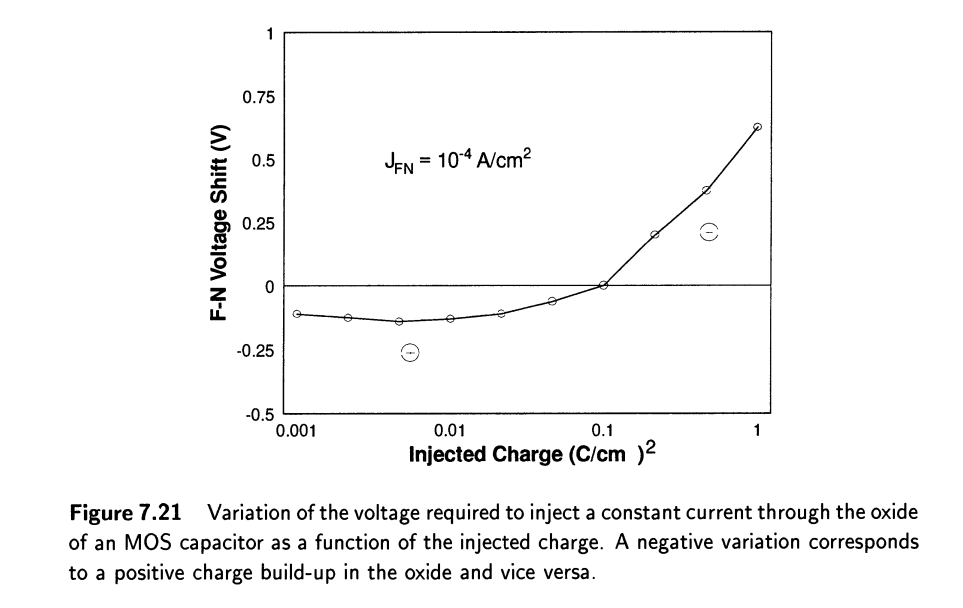 1
0.75
0.5
0.25
0
-0.25
-0.5
F-N Voltage Shift (V)
J_FN = 10^-4 A/cm^2
0.001 0.01 0.1 1
Injected Charge (C/cm )^2
Figure 7.21 Variation of the voltage required to inject a constant current through the oxide
of an MOS capacitor as a function of the injected charge. A negative variation corresponds
to a positive charge build-up in the oxide and vice versa.